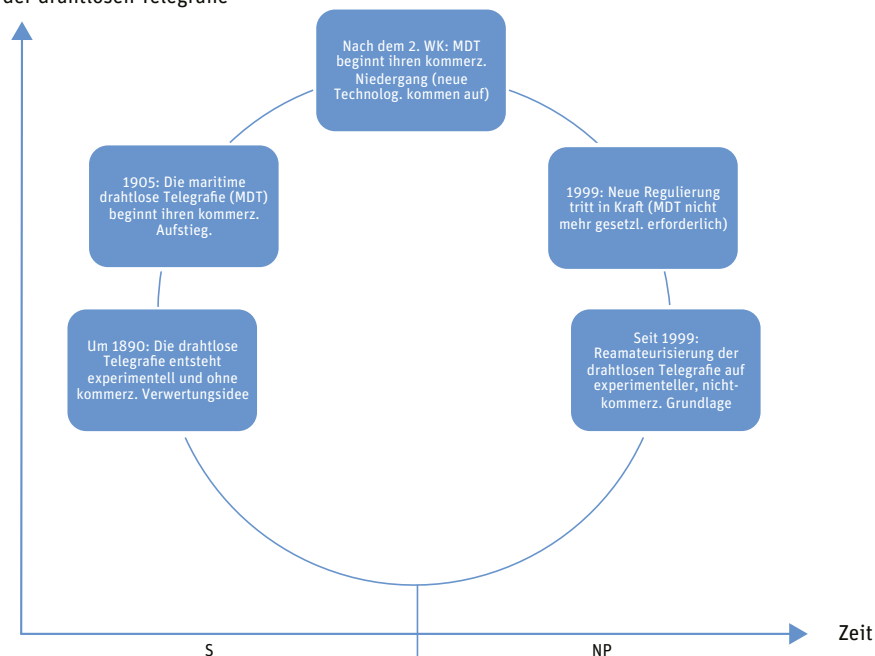 der drahtlosen Telegrafie
Nach dem 2. WK: MDT
beginnt ihren kommerz.
Niedergang (neue
Technolog. kommen auf)
1905: Die maritime
drahtlose Telegrafie (MDT)
beginnt ihren kommerz.
Aufstieg.
1999: Neue Regulierung
tritt in Kraft (MDT nicht
mehr gesetzl. erforderlich)
Um 1890: Die drahtlose
Telegrafie entsteht
experimentell und ohne
kommerz. Verwertungsidee
Seit 1999:
Reamateurisierung der
drahtlosen Telegrafie auf
experimenteller, nicht-
kommerz. Grundlage
Zeit
S
NP